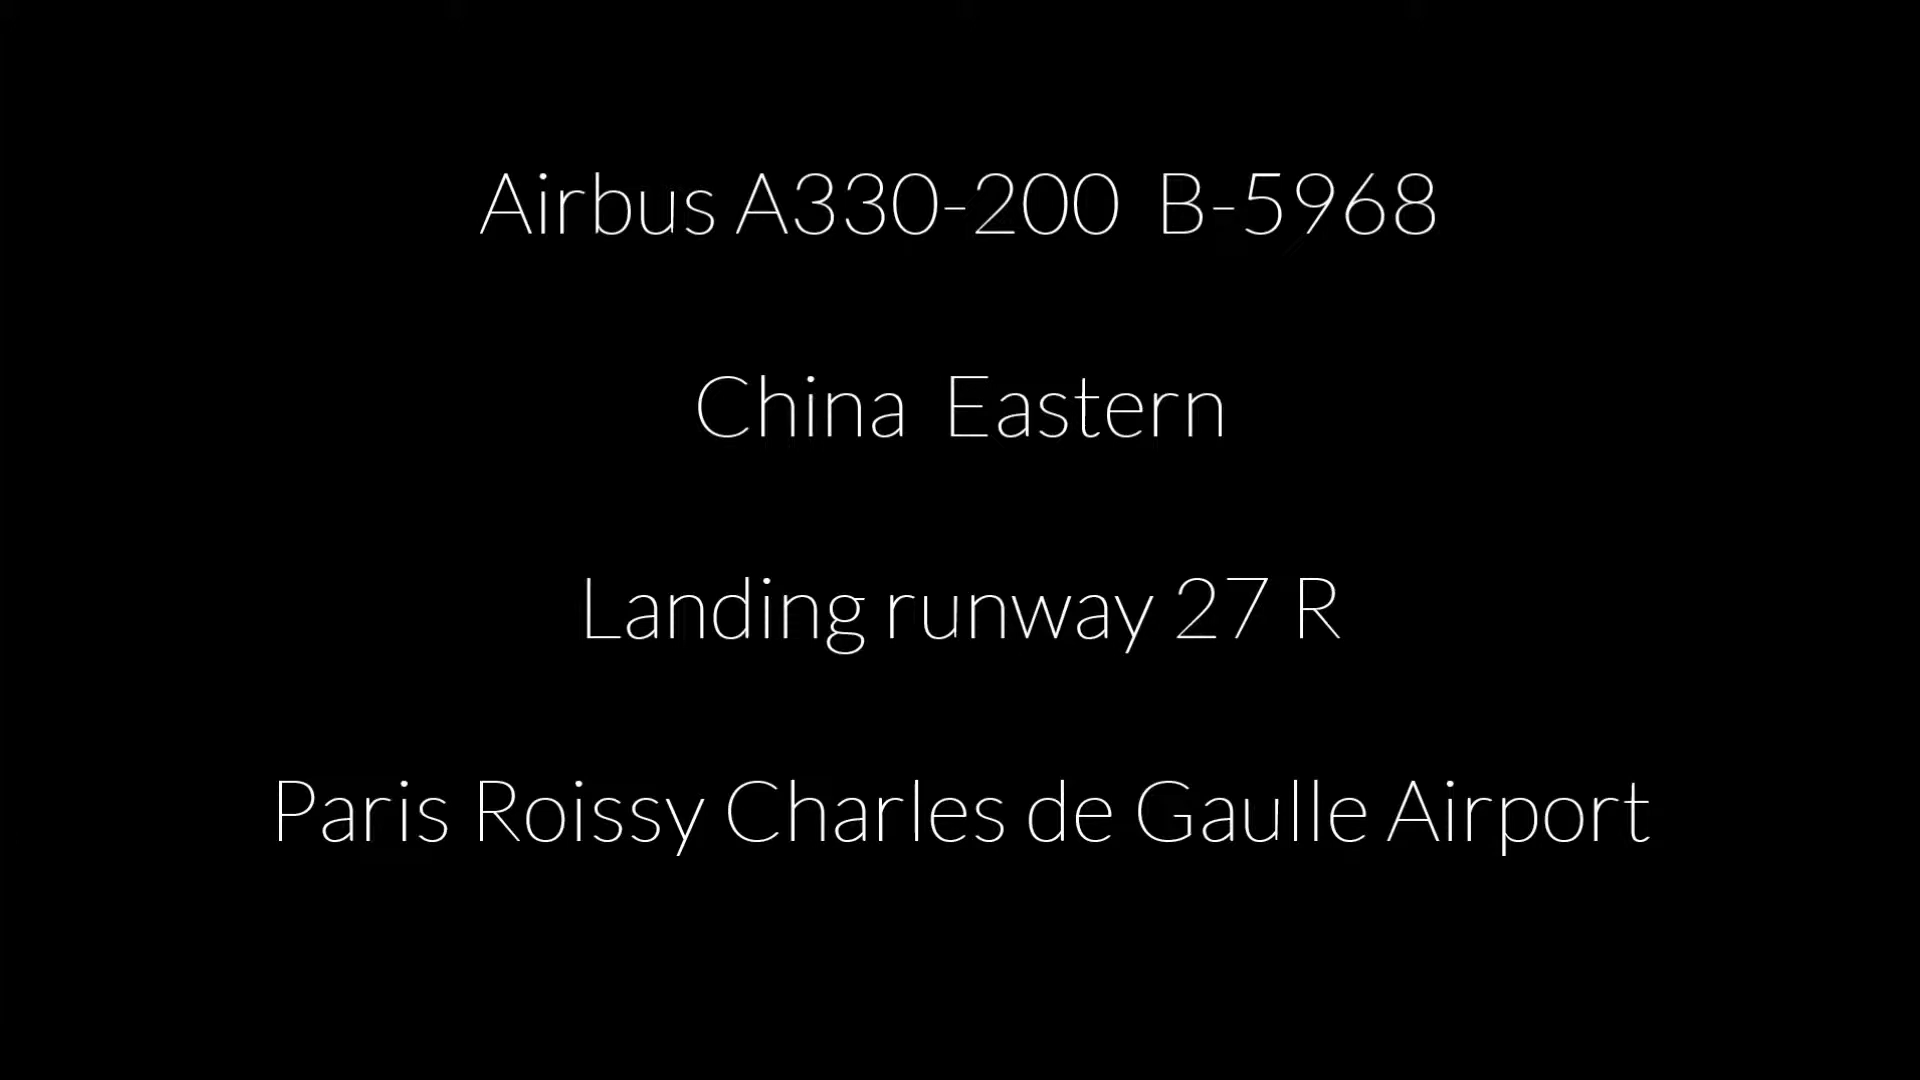 Airbus A330-200 B-5968
China Eastern
Landing runway 27 R
Paris Roissy Charles de Gaulle Airport